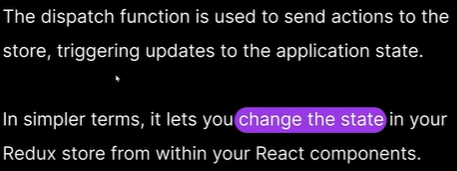 The dispatch function is used to send actions to the
store, triggering updates to the application state.
In simpler terms, it lets you change the state in your
Redux store from within your React components.